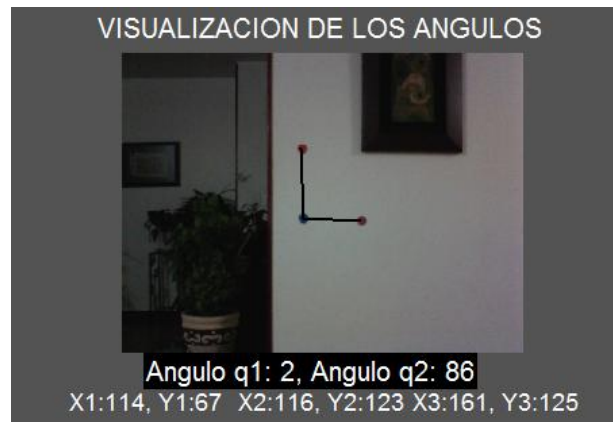 VISUALIZACION DE LOS ANGULOS
Angulo q1: 2, Angulo q2: 86
X1:114, Y1:67 X2:116, Y2:123 X3:161, Y3:125